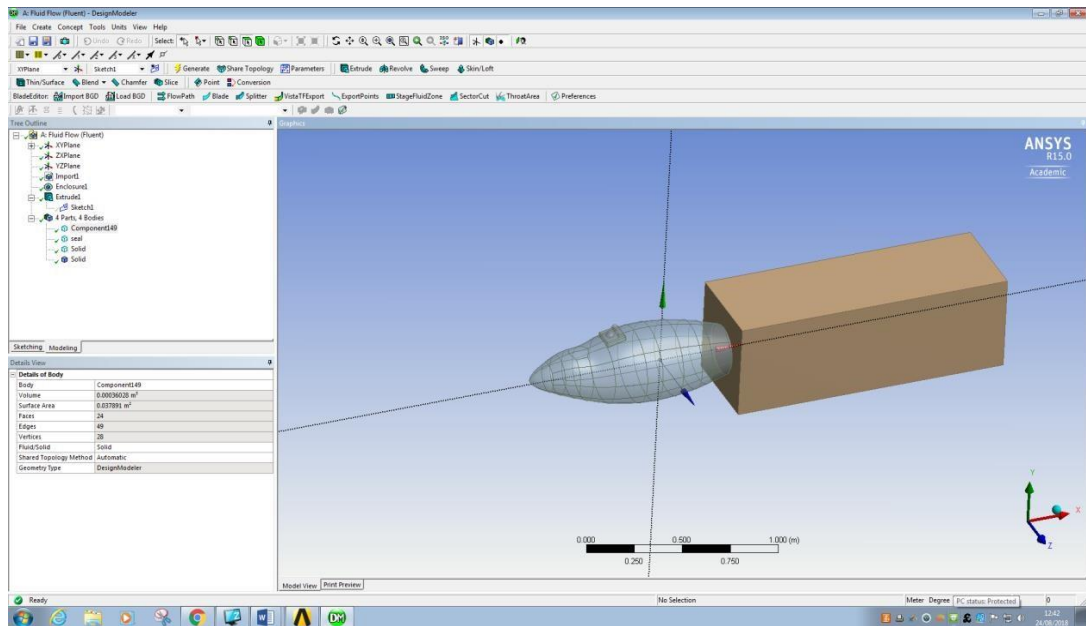 A: Fluid Flow (Fluent) - DesignModeler
File Create Concept Tools Units View Help
Undo Redo Select:
XYPlane Sketch1 Generate Share Topology Parameters Extrude Revolve Sweep Skin/Loft
Thin/Surface Blend Chamfer Slice Point Conversion
BladeEditor: Import BGD Load BGD FlowPath Blade Splitter VistaTFExport ExportPoints StageFluidZone SectorCut ThroatArea Preferences
Tree Outline
A: Fluid Flow (Fluent)
XYPlane
ZXPlane
YZPlane
Import1
Enclosure1
Extrude1
Sketch1
4 Parts, 4 Bodies
Component149
seal
Solid
Solid
Sketching Modeling
Details View
Details of Body
Body Component149
Volume 0.00036028 m³
Surface Area 0.037891 m²
Faces 24
Edges 49
Vertices 28
Fluid/Solid Solid
Shared Topology Method Automatic
Geometry Type DesignModeler
Graphics
ANSYS
R15.0
Academic
Y
X
Z
0.000 0.500 1.000 (m)
0.250 0.750
Model View Print Preview
Ready No Selection Meter Degree PC status: Protected 0
12:42
24/08/2018